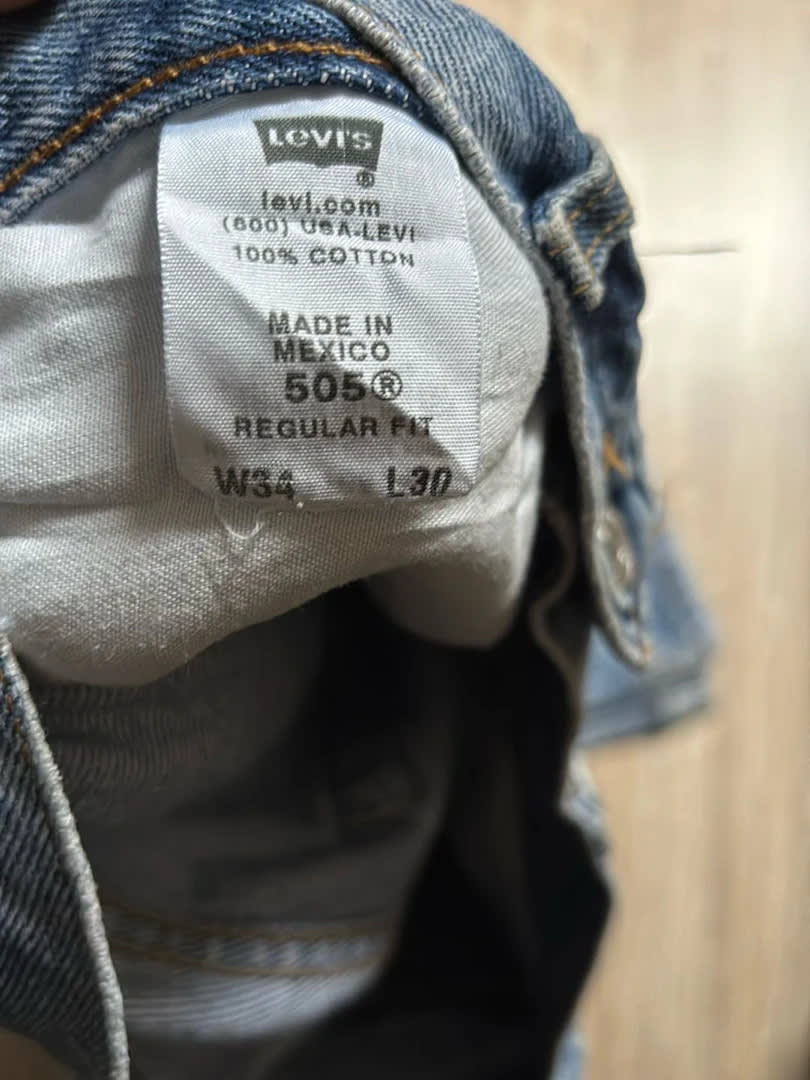 LEVI'S
®
levi.com
(800) USA-LEVI
100% COTTON
MADE IN
MEXICO
505®
REGULAR FIT
W34 L30